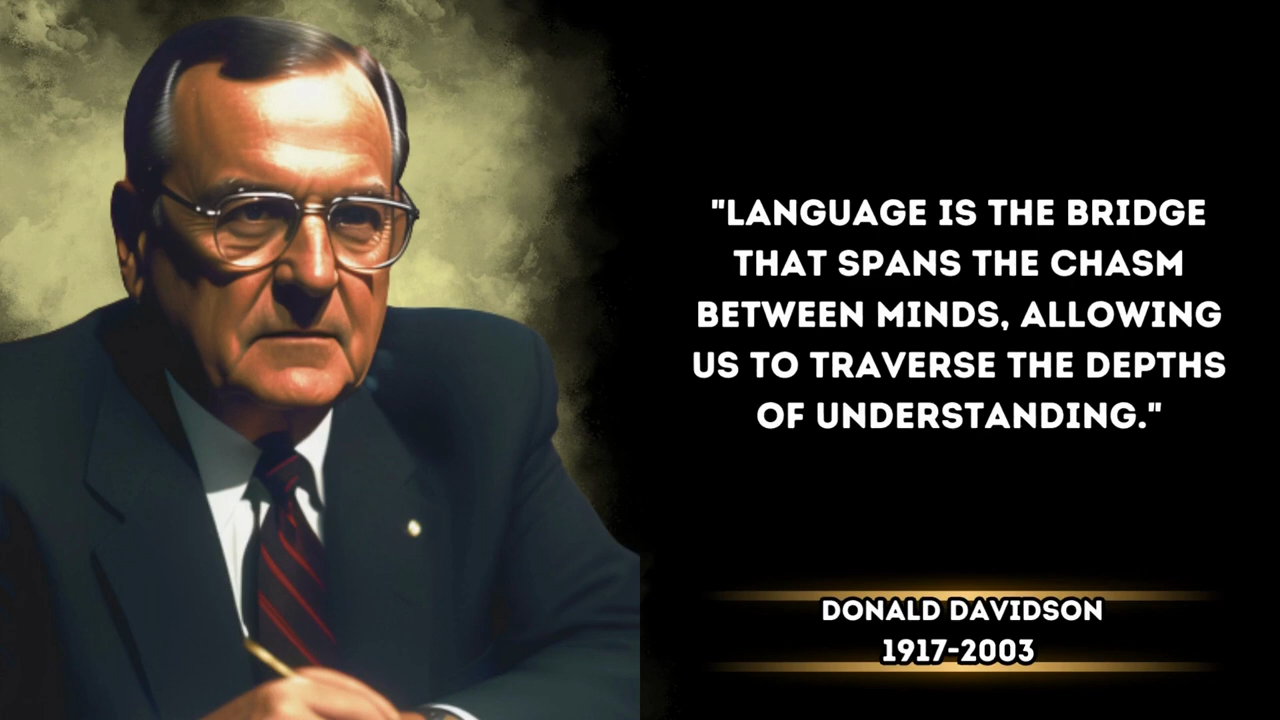 "LANGUAGE IS THE BRIDGE
THAT SPANS THE CHASM
BETWEEN MINDS, ALLOWING
US TO TRAVERSE THE DEPTHS
OF UNDERSTANDING."
DONALD DAVIDSON
1917-2003